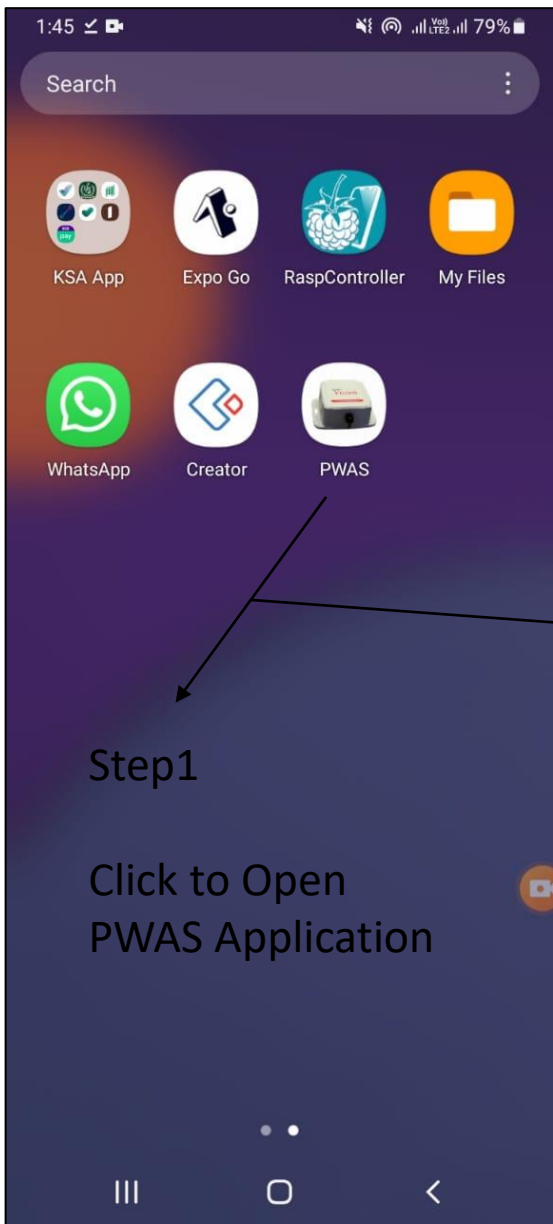 1:45 79%
Search
KSA App Expo Go RaspController My Files
WhatsApp Creator PWAS
Step1
Click to Open
PWAS Application